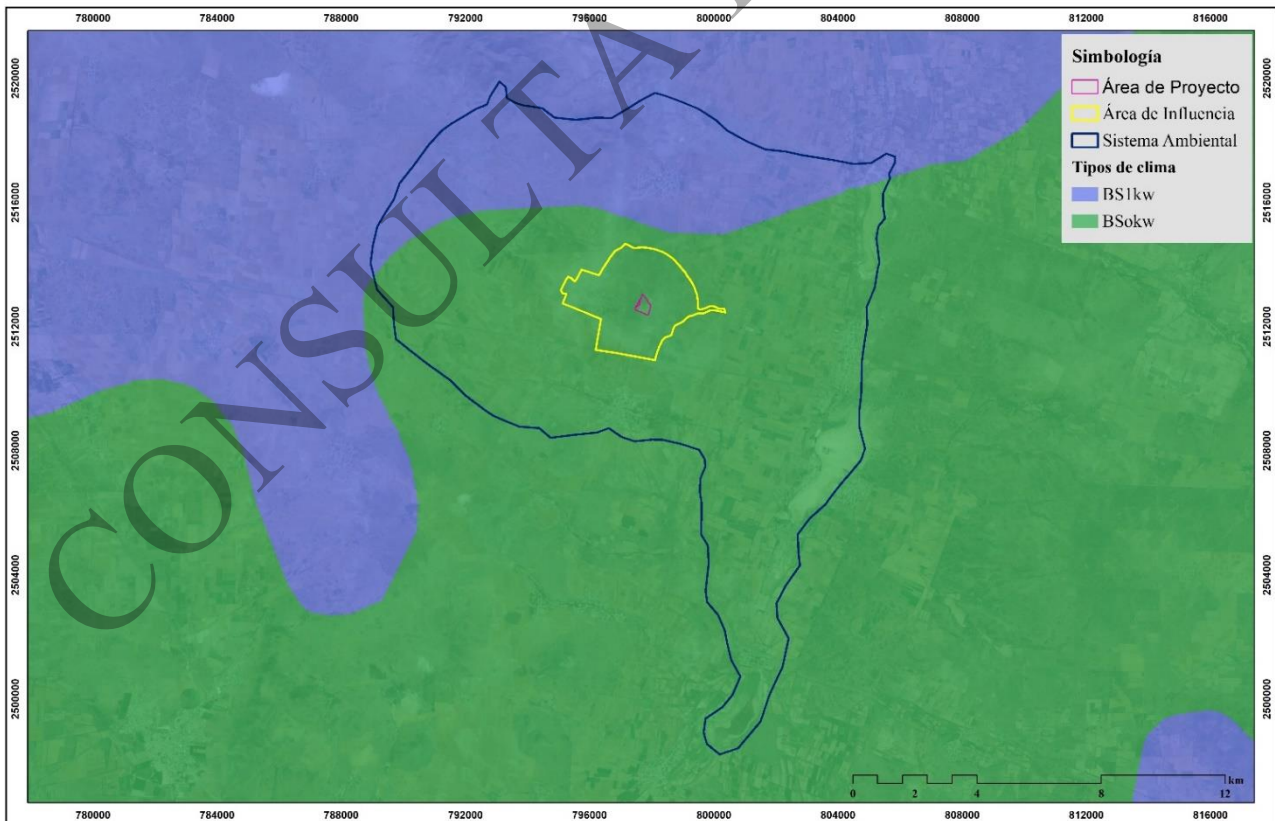 780000 784000 788000 792000 796000 800000 804000 808000 812000 816000
2520000 2520000
2516000 2516000
2512000 2512000
2508000 2508000
2504000 2504000
2500000 2500000
Simbología
Área de Proyecto
Área de Influencia
Sistema Ambiental
Tipos de clima
BS1kw
BSokw
CONSULTA
km
0 2 4 8 12
780000 784000 788000 792000 796000 800000 804000 808000 812000 816000